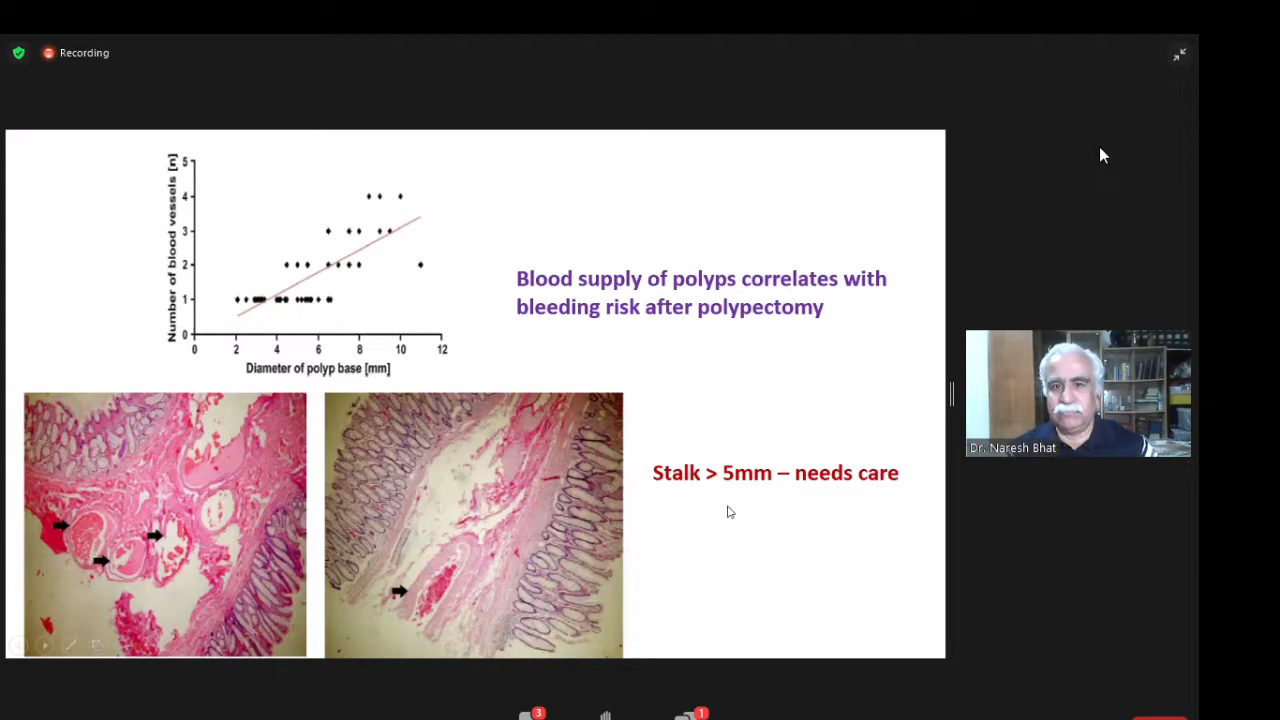 Recording
Number of blood vessels [n]
5
4
3
2
1
0
0 2 4 6 8 10 12
Diameter of polyp base [mm]
Blood supply of polyps correlates with
bleeding risk after polypectomy
Stalk > 5mm – needs care
Dr. Naresh Bhat
3
1